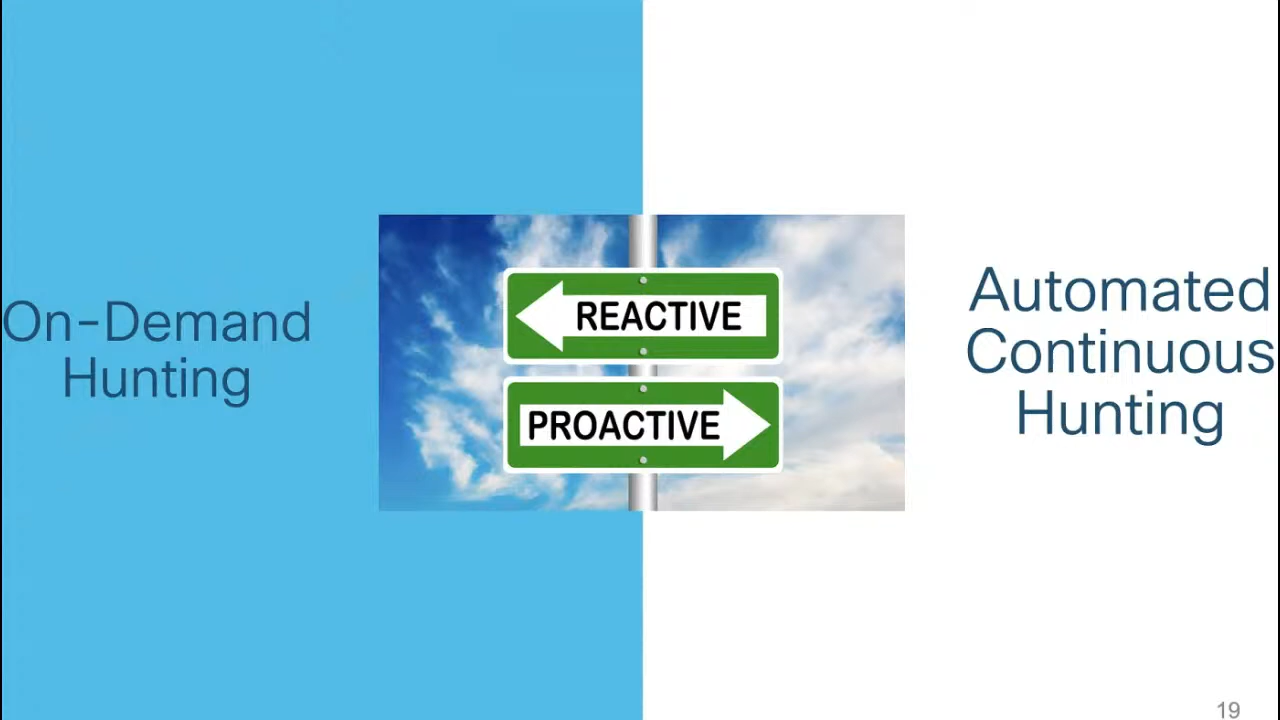 On-Demand
Hunting
REACTIVE
PROACTIVE
Automated
Continuous
Hunting
19